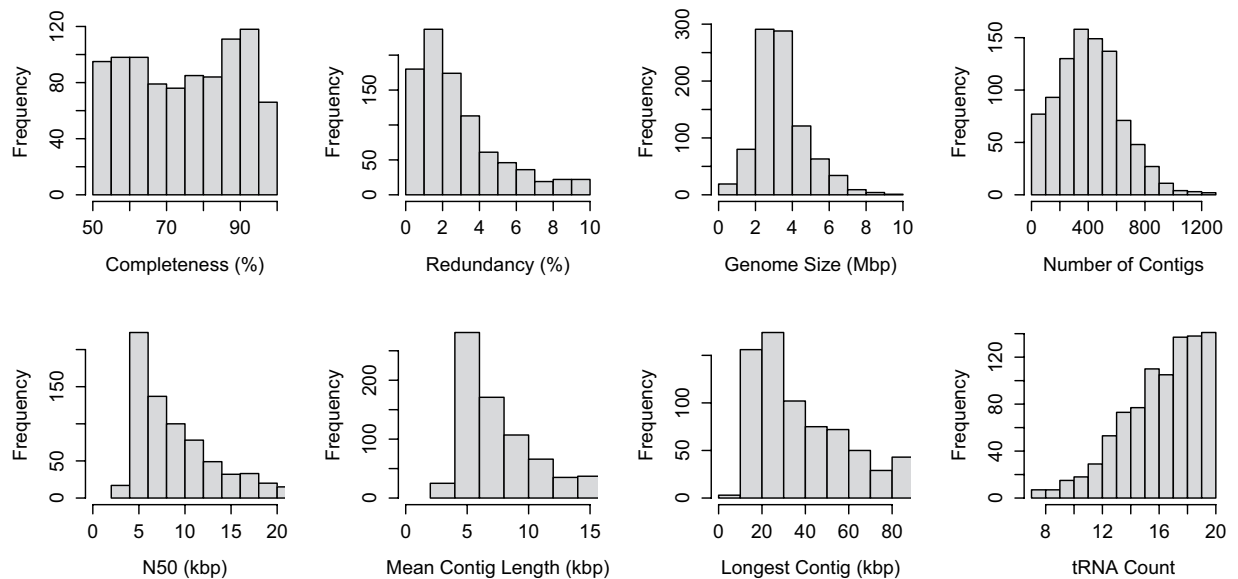 Frequency
0 40 80 120
50 70 90
Completeness (%)
Frequency
0 50 150
0 2 4 6 8 10
Redundancy (%)
Frequency
0 100 200 300
0 2 4 6 8 10
Genome Size (Mbp)
Frequency
0 50 100 150
0 400 800 1200
Number of Contigs
Frequency
0 50 150
0 5 10 15 20
N50 (kbp)
Frequency
0 100 200
0 5 10 15
Mean Contig Length (kbp)
Frequency
0 50 100
0 20 40 60 80
Longest Contig (kbp)
Frequency
0 40 80 120
8 12 16 20
tRNA Count